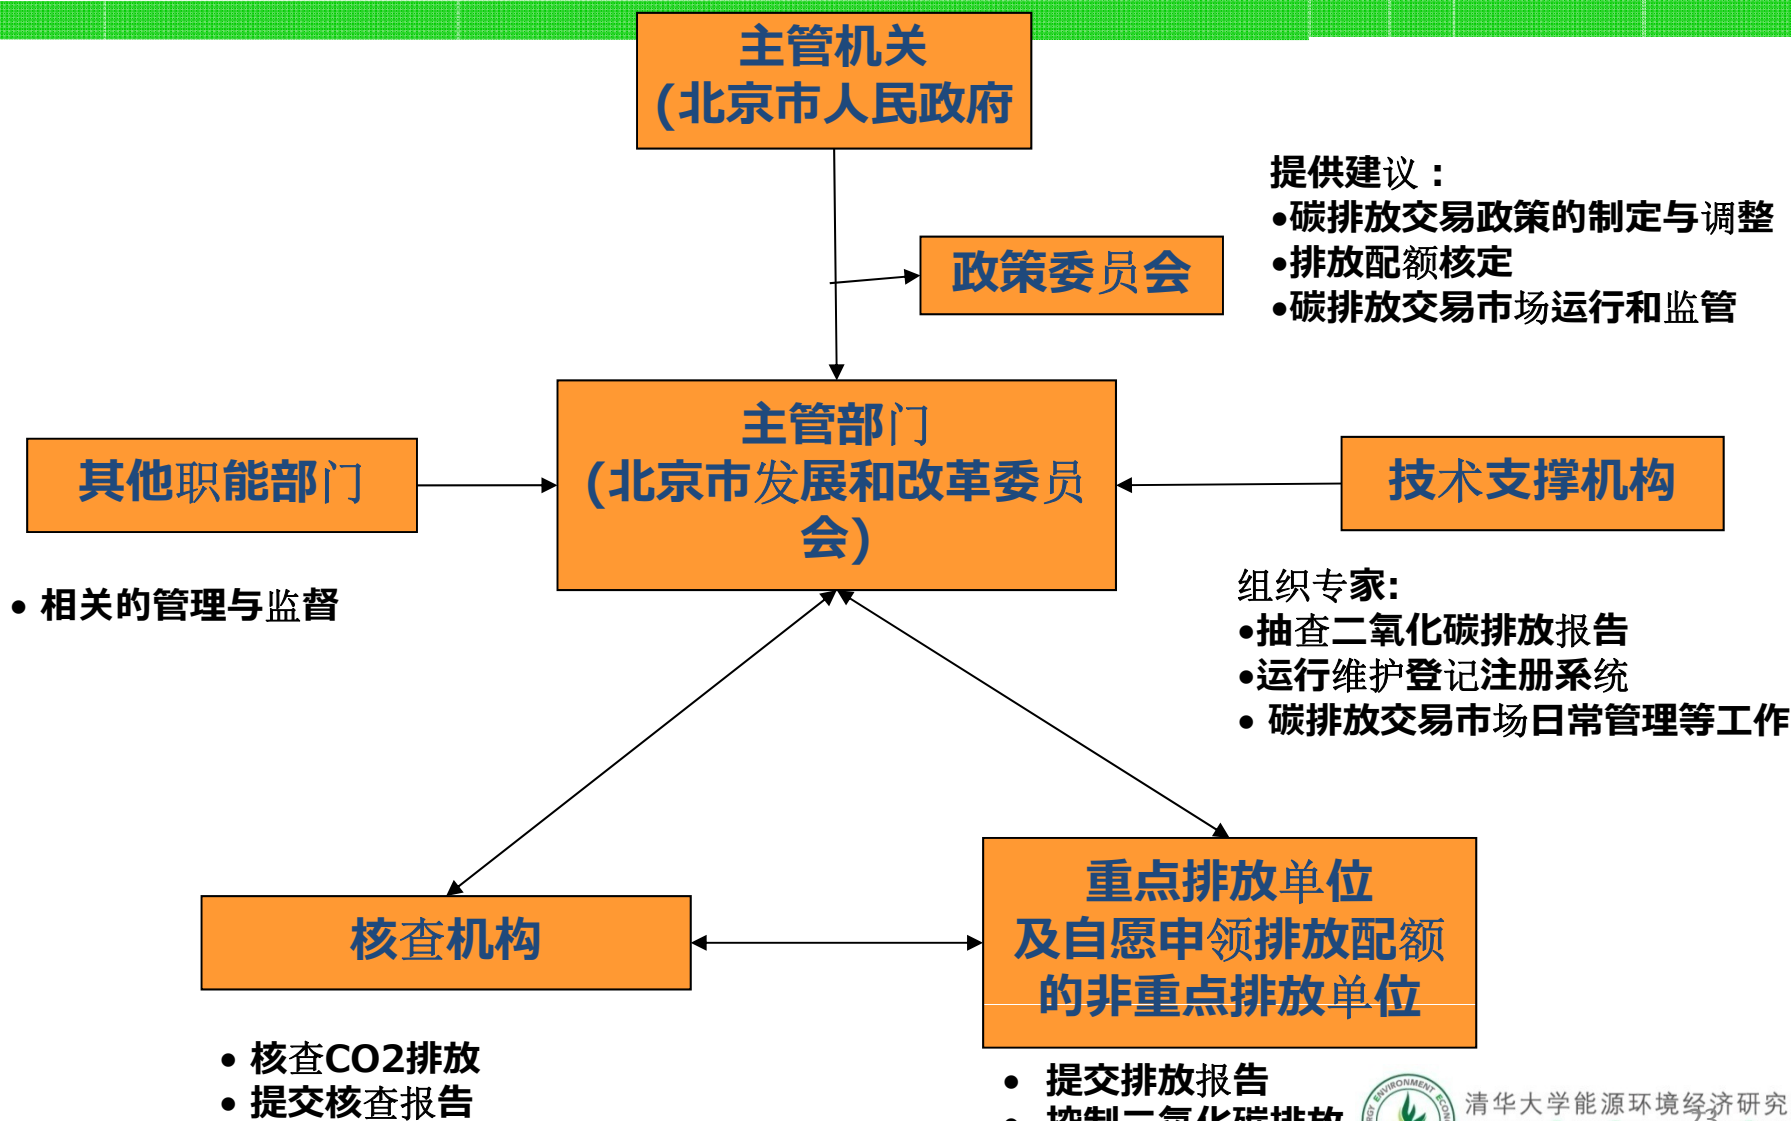 主管机关
(北京市人民政府
提供建议：
•碳排放交易政策的制定与调整
•排放配额核定
•碳排放交易市场运行和监管
政策委员会
主管部门
(北京市发展和改革委员
会)
其他职能部门
技术支撑机构
• 相关的管理与监督
组织专家:
•抽查二氧化碳排放报告
•运行维护登记注册系统
• 碳排放交易市场日常管理等工作
核查机构
重点排放单位
及自愿申领排放配额
的非重点排放单位
• 核查CO2排放
• 提交核查报告
• 提交排放报告
• 控制二氧化碳排放
清华大学能源环境经济研究
23